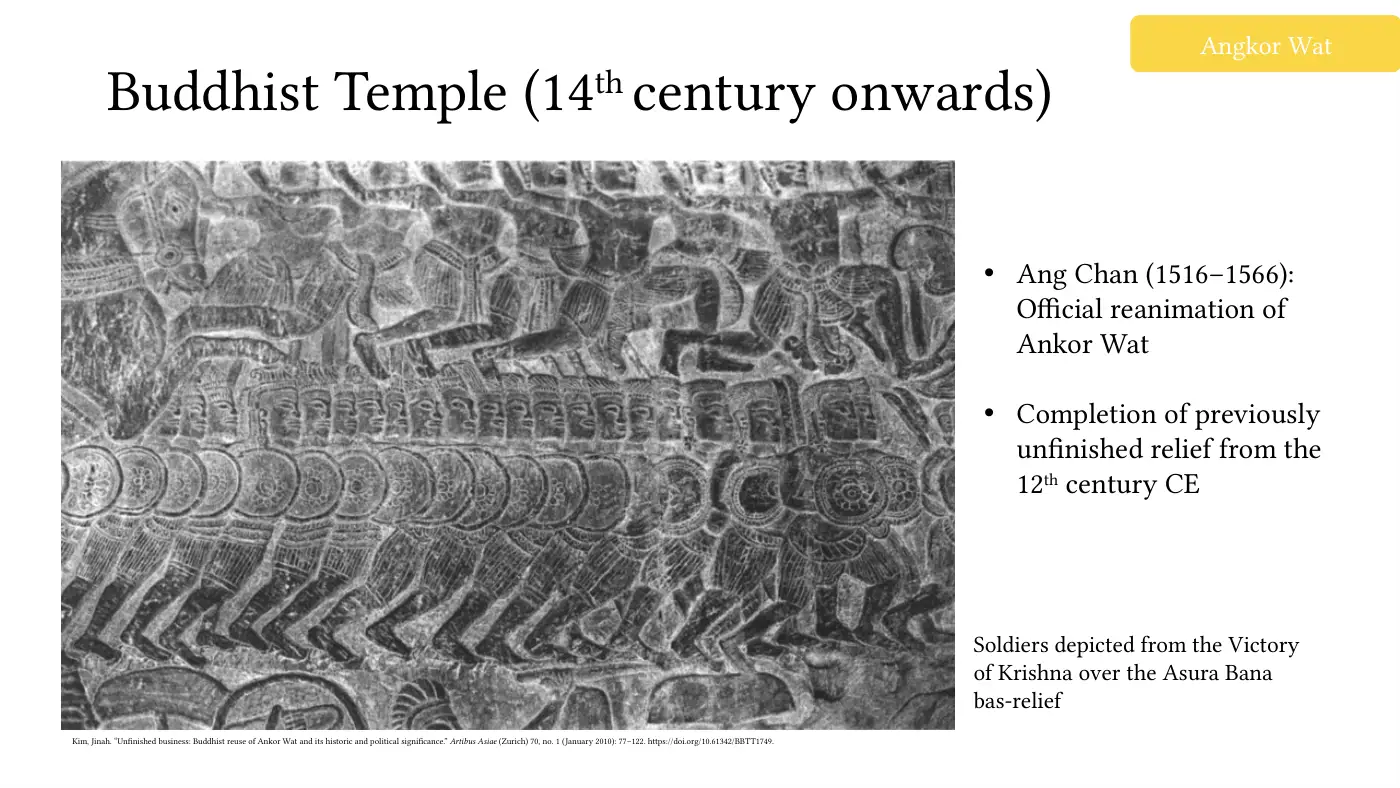 Angkor Wat
Buddhist Temple (14th century onwards)
• Ang Chan (1516–1566):
Official reanimation of
Ankor Wat
• Completion of previously
unfinished relief from the
12th century CE
Soldiers depicted from the Victory
of Krishna over the Asura Bana
bas-relief
Kim, Jinah. “Unfinished business: Buddhist reuse of Ankor Wat and its historic and political significance.” Artibus Asiae (Zurich) 70, no. 1 (January 2010): 77–122. https://doi.org/10.61342/BBTT1749.